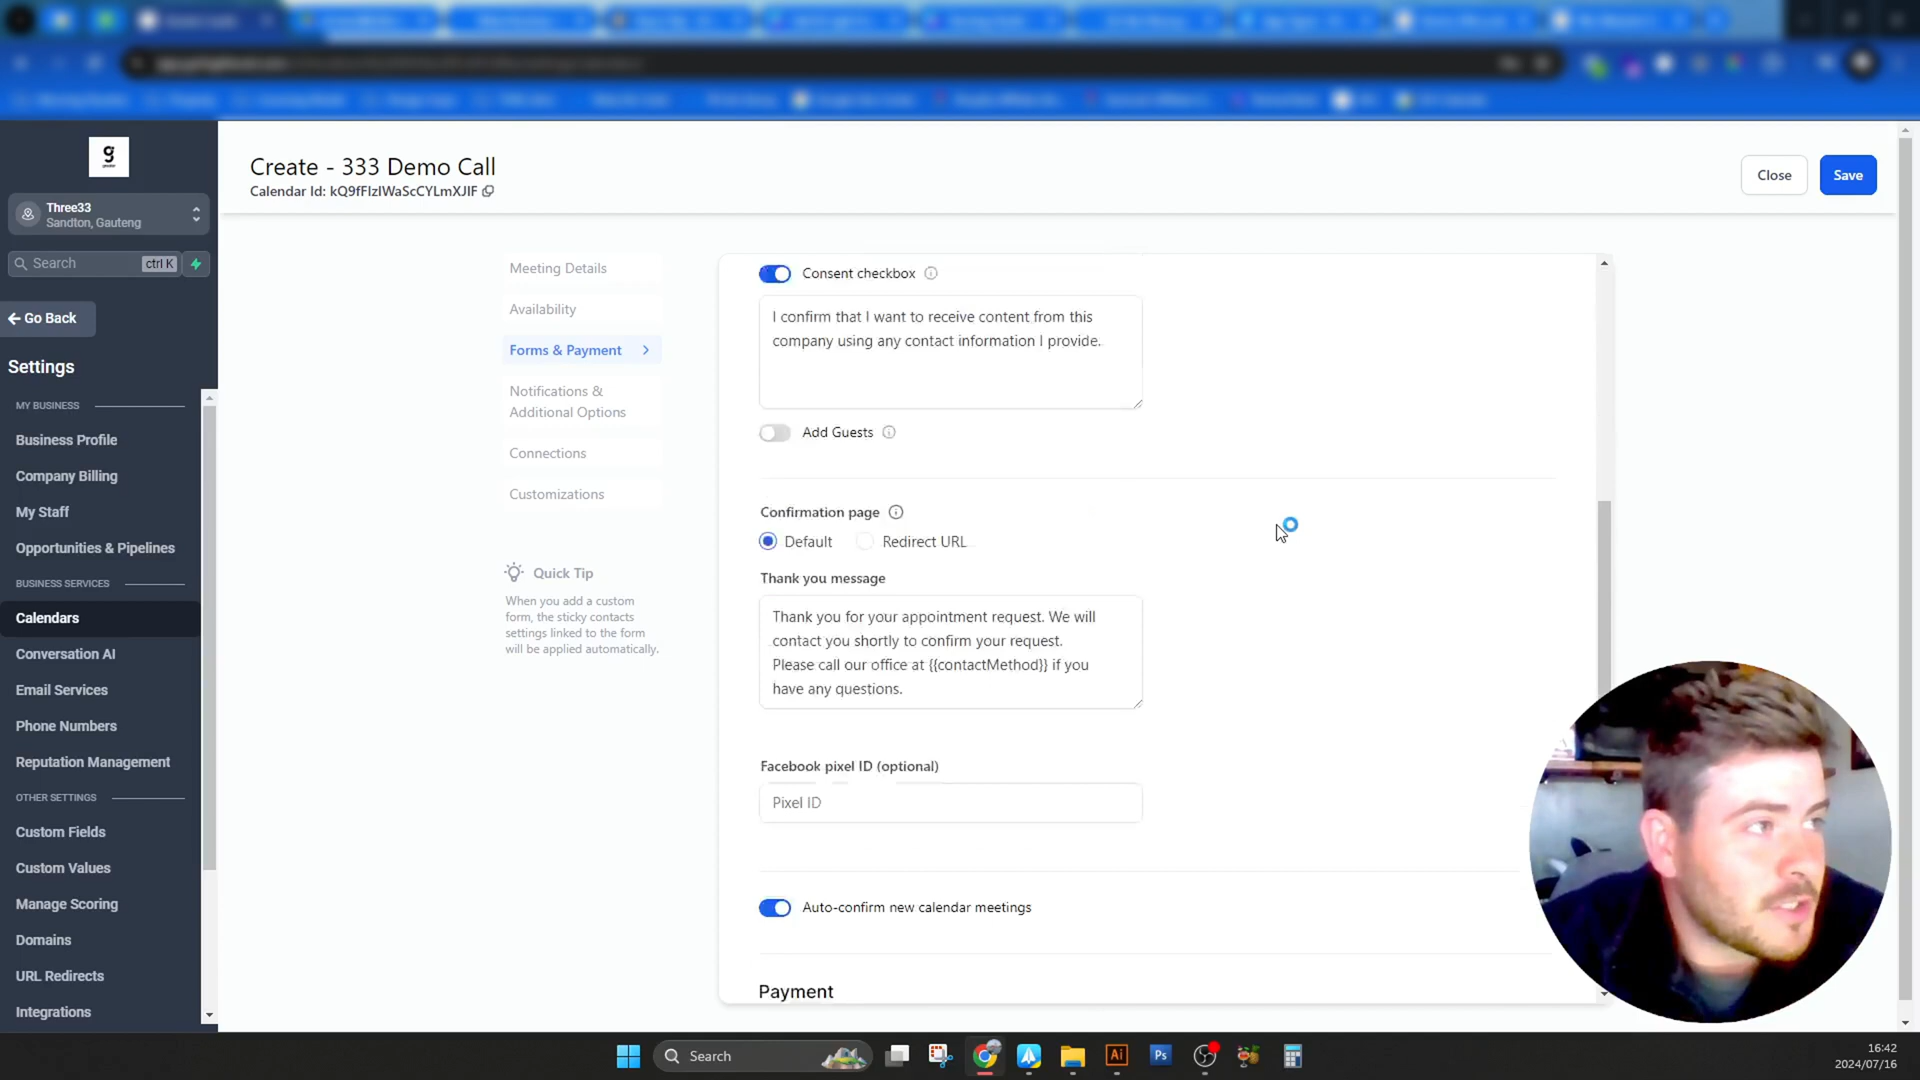 Create - 333 Demo Call
Calendar Id: kQ9fFIzIWaScCYLmXJIF
Close
Save
g
Three33
Sandton, Gauteng
Search
ctrl K
Go Back
Settings
MY BUSINESS
Business Profile
Company Billing
My Staff
Opportunities & Pipelines
BUSINESS SERVICES
Calendars
Conversation AI
Email Services
Phone Numbers
Reputation Management
OTHER SETTINGS
Custom Fields
Custom Values
Manage Scoring
Domains
URL Redirects
Integrations
Meeting Details
Availability
Forms & Payment
Notifications &
Additional Options
Connections
Customizations
Quick Tip
When you add a custom
form, the sticky contacts
settings linked to the form
will be applied automatically.
Consent checkbox
I confirm that I want to receive content from this
company using any contact information I provide.
Add Guests
Confirmation page
Default
Redirect URL
Thank you message
Thank you for your appointment request. We will
contact you shortly to confirm your request.
Please call our office at {{contactMethod}} if you
have any questions.
Facebook pixel ID (optional)
Pixel ID
Auto-confirm new calendar meetings
Payment
Search
Ai
Ps
16:42
2024/07/16